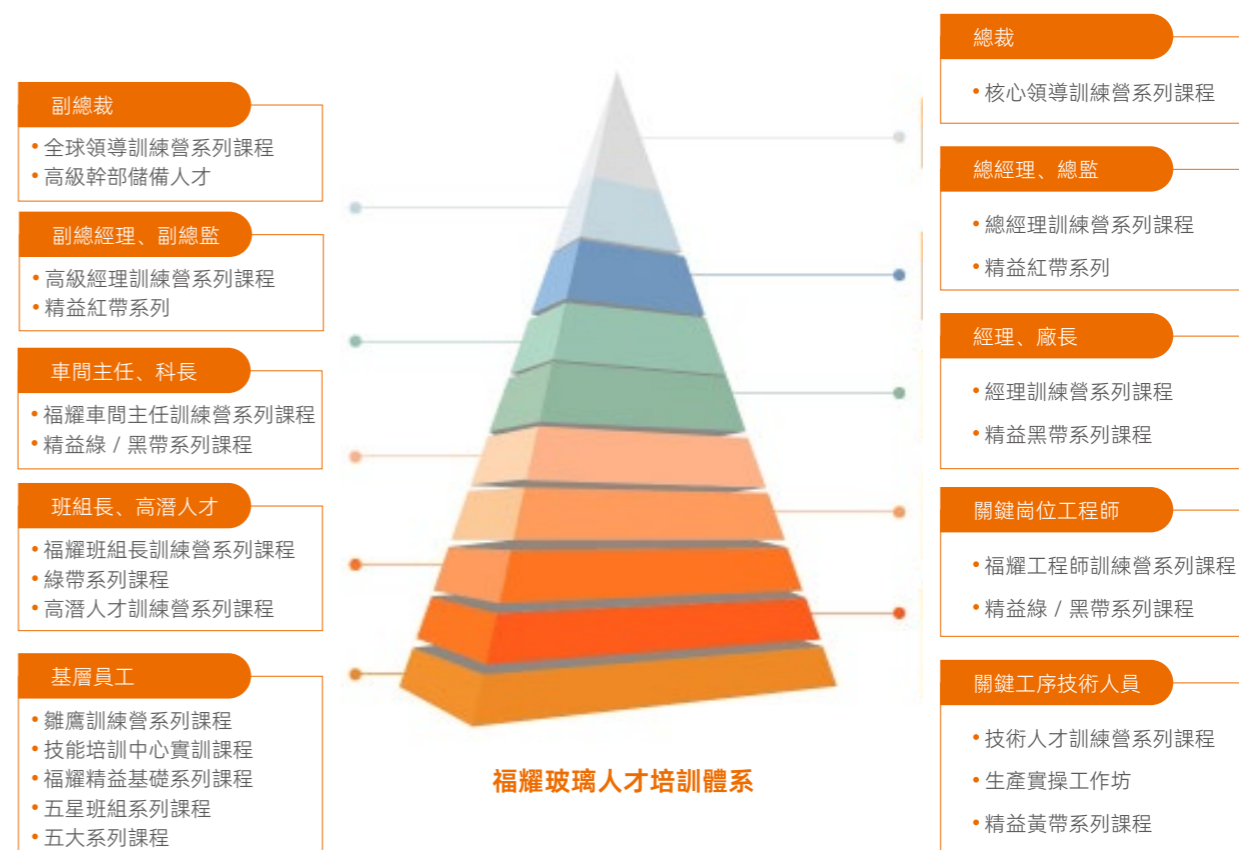 副總裁
•全球領導訓練營系列課程
•高級幹部儲備人才
副總經理、副總監
•高級經理訓練營系列課程
•精益紅帶系列
車間主任、科長
•福耀車間主任訓練營系列課程
•精益綠 / 黑帶系列課程
班組長、高潛人才
•福耀班組長訓練營系列課程
•綠帶系列課程
•高潛人才訓練營系列課程
基層員工
•雛鷹訓練營系列課程
•技能培訓中心實訓課程
•福耀精益基礎系列課程
•五星班組系列課程
•五大系列課程
福耀玻璃人才培訓體系
總裁
•核心領導訓練營系列課程
總經理、總監
•總經理訓練營系列課程
•精益紅帶系列
經理、廠長
•經理訓練營系列課程
•精益黑帶系列課程
關鍵崗位工程師
•福耀工程師訓練營系列課程
•精益綠 / 黑帶系列課程
關鍵工序技術人員
•技術人才訓練營系列課程
•生產實操工作坊
•精益黃帶系列課程